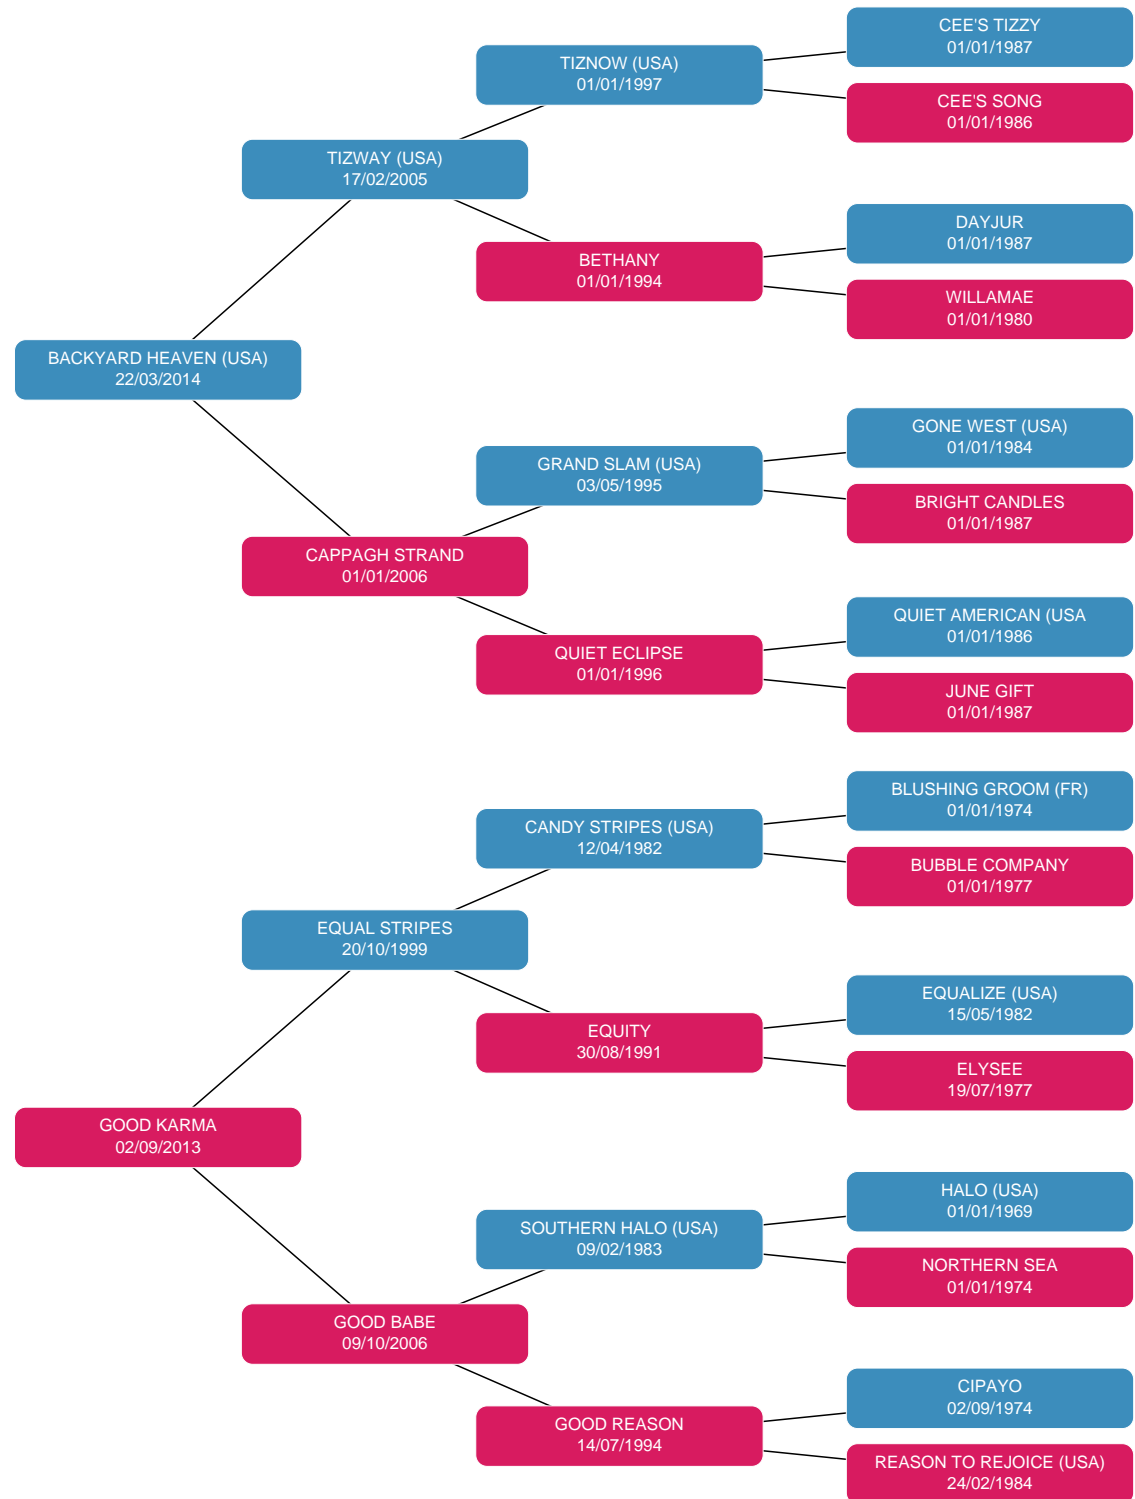 CEE'S TIZZY
01/01/1987
TIZNOW (USA)
01/01/1997
CEE'S SONG
01/01/1986
TIZWAY (USA)
17/02/2005
DAYJUR
01/01/1987
BETHANY
01/01/1994
WILLAMAE
01/01/1980
BACKYARD HEAVEN (USA)
22/03/2014
GONE WEST (USA)
01/01/1984
GRAND SLAM (USA)
03/05/1995
BRIGHT CANDLES
01/01/1987
CAPPAGH STRAND
01/01/2006
QUIET AMERICAN (USA
01/01/1986
QUIET ECLIPSE
01/01/1996
JUNE GIFT
01/01/1987
BLUSHING GROOM (FR)
01/01/1974
CANDY STRIPES (USA)
12/04/1982
BUBBLE COMPANY
01/01/1977
EQUAL STRIPES
20/10/1999
EQUALIZE (USA)
15/05/1982
EQUITY
30/08/1991
ELYSEE
19/07/1977
GOOD KARMA
02/09/2013
HALO (USA)
01/01/1969
SOUTHERN HALO (USA)
09/02/1983
NORTHERN SEA
01/01/1974
GOOD BABE
09/10/2006
CIPAYO
02/09/1974
GOOD REASON
14/07/1994
REASON TO REJOICE (USA)
24/02/1984